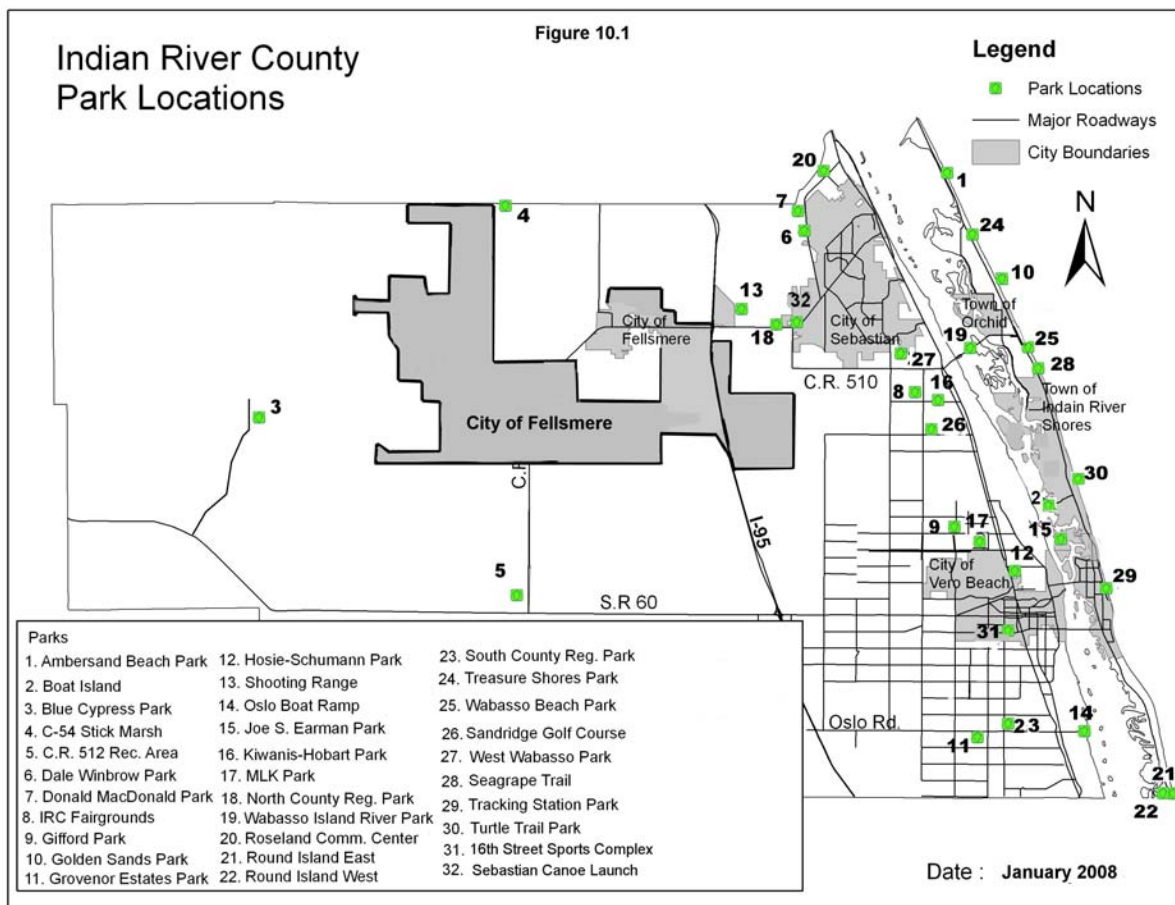 Figure 10.1
Indian River County
Park Locations
Legend
Park Locations
Major Roadways
City Boundaries
N
20
1
7
4
6
24
10
13
32
Town of
Orchid
18
City of
Fellsmere
City of
Sebastian
19
25
27
28
C.R. 510
8
16
Town of
Indain River
Shores
3
City of Fellsmere
26
30
2
I-95
9
17
15
12
City of
Vero Beach
5
29
S.R 60
31
Oslo Rd.
23
14
11
21
22
Parks
1. Ambersand Beach Park
2. Boat Island
3. Blue Cypress Park
4. C-54 Stick Marsh
5. C.R. 512 Rec. Area
6. Dale Winbrow Park
7. Donald MacDonald Park
8. IRC Fairgrounds
9. Gifford Park
10. Golden Sands Park
11. Grovenor Estates Park
12. Hosie-Schumann Park
13. Shooting Range
14. Oslo Boat Ramp
15. Joe S. Earman Park
16. Kiwanis-Hobart Park
17. MLK Park
18. North County Reg. Park
19. Wabasso Island River Park
20. Roseland Comm. Center
21. Round Island East
22. Round Island West
23. South County Reg. Park
24. Treasure Shores Park
25. Wabasso Beach Park
26. Sandridge Golf Course
27. West Wabasso Park
28. Seagrape Trail
29. Tracking Station Park
30. Turtle Trail Park
31. 16th Street Sports Complex
32. Sebastian Canoe Launch
Date : January 2008